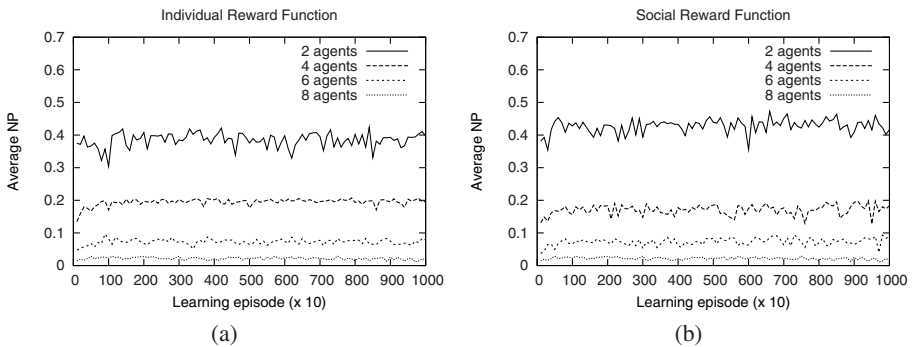 Individual Reward Function
0.7
0.6
0.5
0.4
0.3
0.2
0.1
0
Average NP
2 agents
4 agents
6 agents
8 agents
0 100 200 300 400 500 600 700 800 900 1000
Learning episode (x 10)
(a)
Social Reward Function
0.7
0.6
0.5
0.4
0.3
0.2
0.1
0
Average NP
2 agents
4 agents
6 agents
8 agents
0 100 200 300 400 500 600 700 800 900 1000
Learning episode (x 10)
(b)